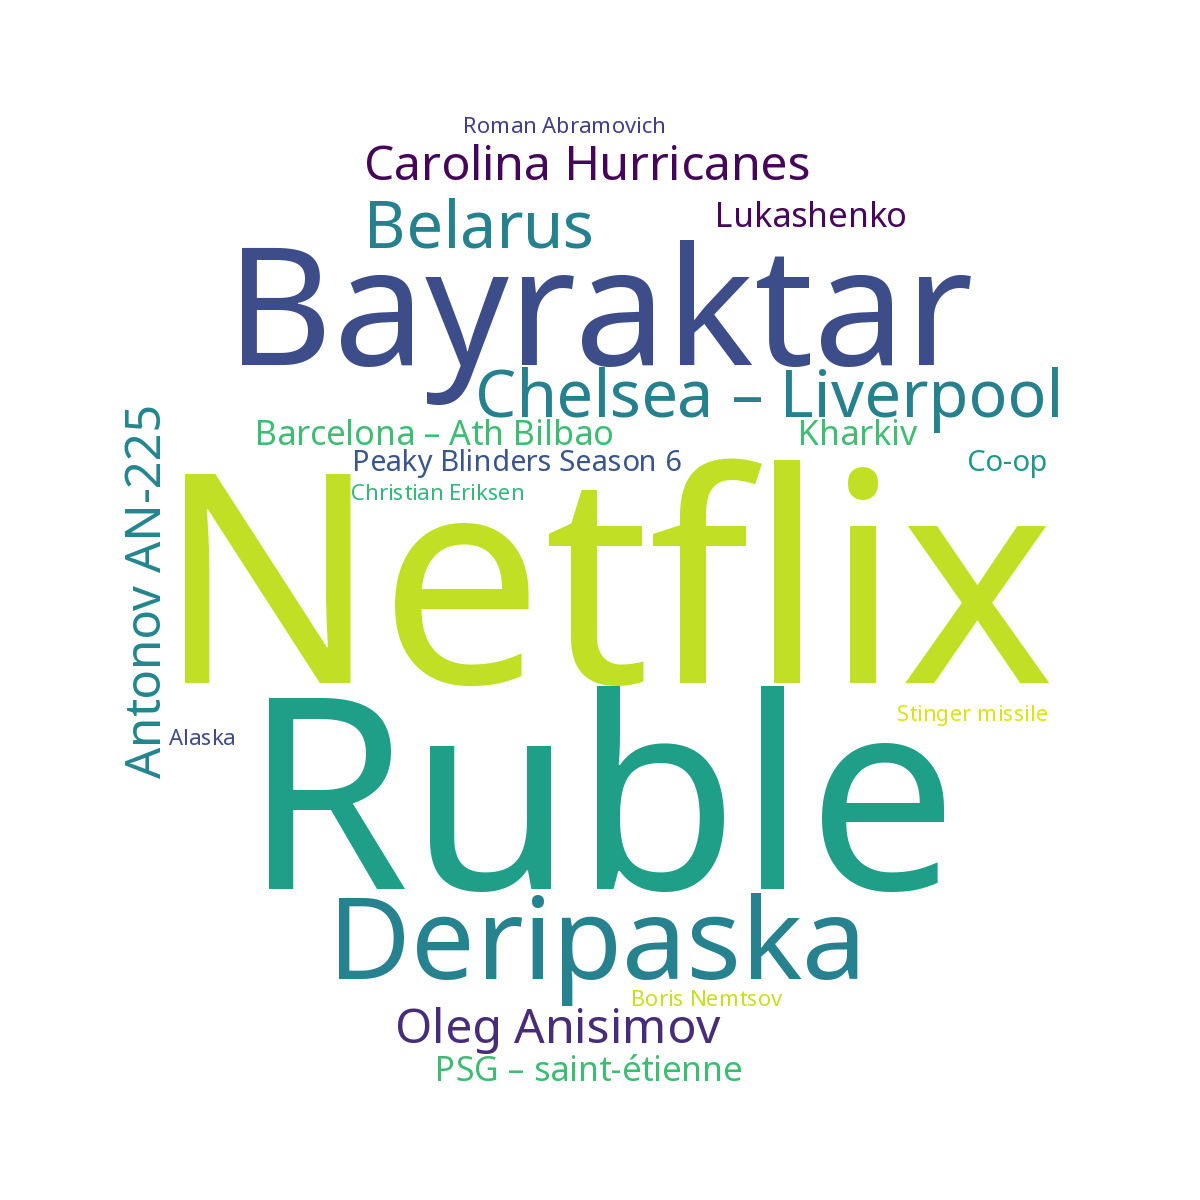 Roman Abramovich
Carolina Hurricanes
Belarus
Lukashenko
Bayraktar
Chelsea – Liverpool
Barcelona – Ath Bilbao
Kharkiv
Peaky Blinders Season 6
Co-op
Christian Eriksen
Antonov AN-225
Netflix
Stinger missile
Alaska
Ruble
Deripaska
Boris Nemtsov
Oleg Anisimov
PSG – saint-étienne